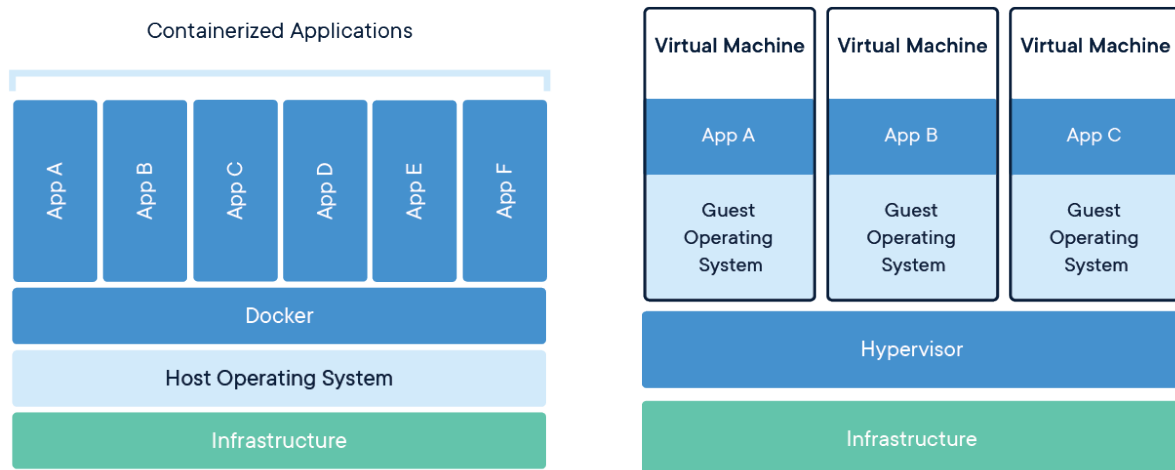 Containerized Applications
App A
App B
App C
App D
App E
App F
Docker
Host Operating System
Infrastructure
Virtual Machine
App A
Guest
Operating
System
Virtual Machine
App B
Guest
Operating
System
Virtual Machine
App C
Guest
Operating
System
Hypervisor
Infrastructure